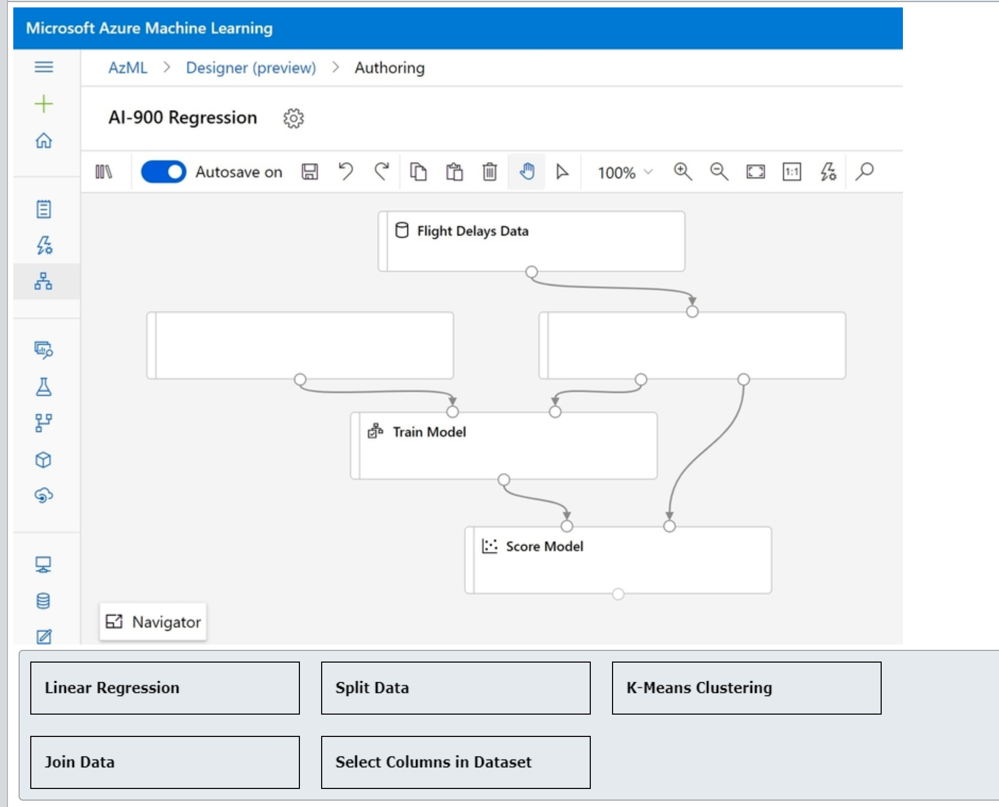 Microsoft Azure Machine Learning
AzML > Designer (preview) > Authoring
AI-900 Regression
Autosave on
100%
1:1
Flight Delays Data
Train Model
Score Model
Navigator
Linear Regression
Split Data
K-Means Clustering
Join Data
Select Columns in Dataset